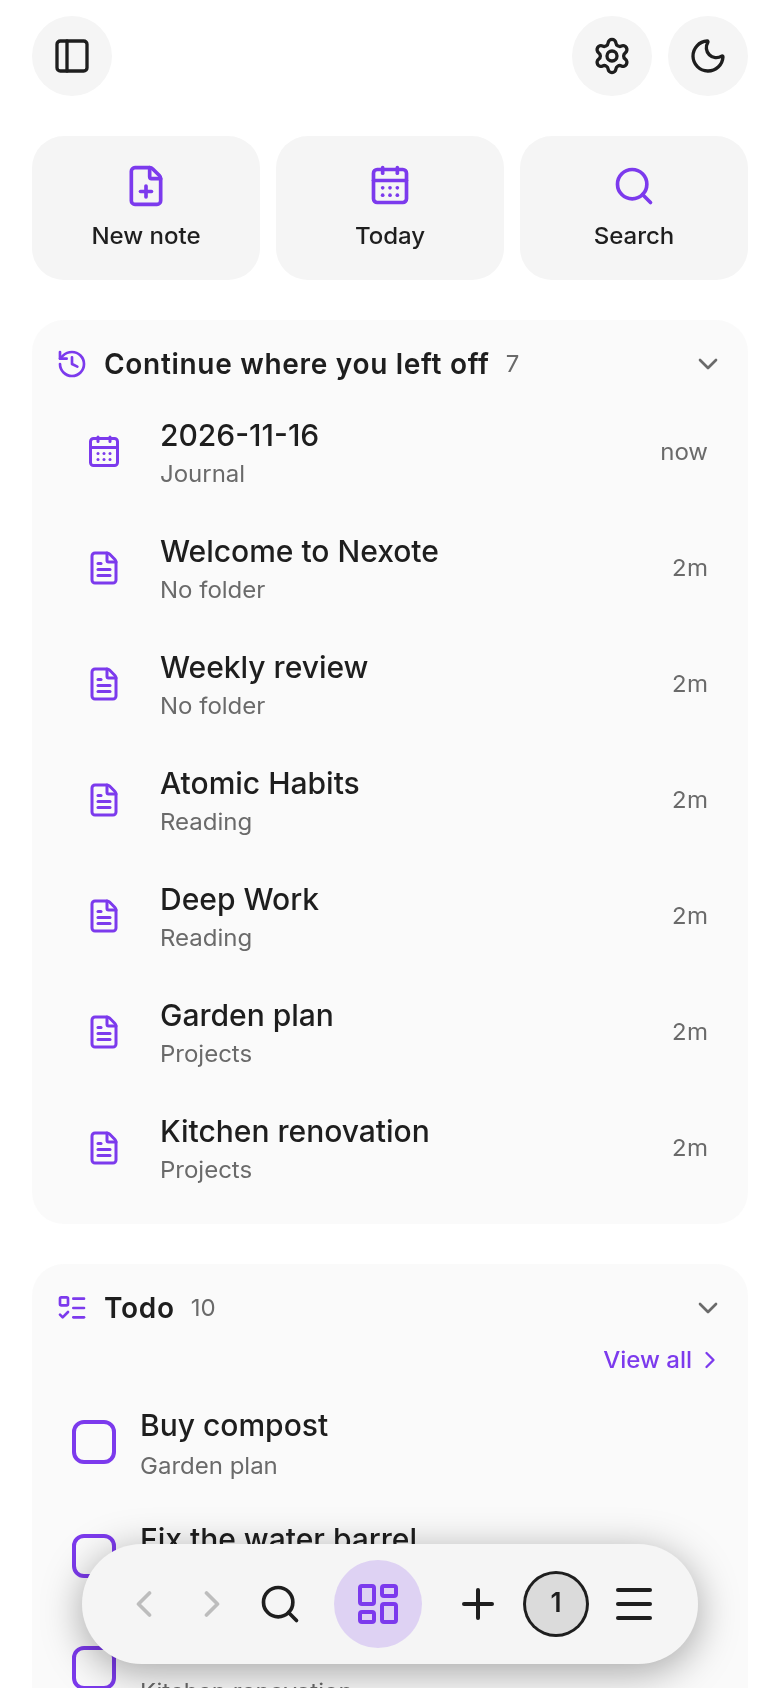 New note
Today
Search
Continue where you left off 7
2026-11-16
Journal
now
Welcome to Nexote
No folder
2m
Weekly review
No folder
2m
Atomic Habits
Reading
2m
Deep Work
Reading
2m
Garden plan
Projects
2m
Kitchen renovation
Projects
2m
Todo 10
View all
Buy compost
Garden plan
Fix the water barrel
1
Kitchen renovation